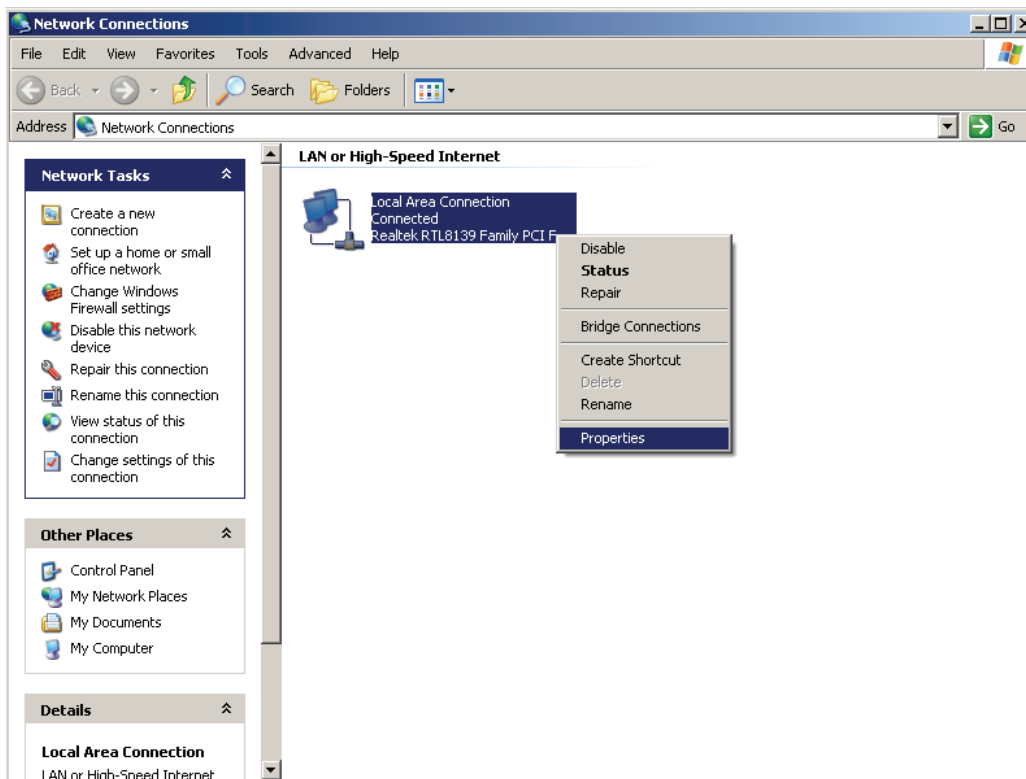 Network Connections
File Edit View Favorites Tools Advanced Help
Back Search Folders
Address Network Connections Go
Network Tasks
Create a new
connection
Set up a home or small
office network
Change Windows
Firewall settings
Disable this network
device
Repair this connection
Rename this connection
View status of this
connection
Change settings of this
connection
Other Places
Control Panel
My Network Places
My Documents
My Computer
Details
Local Area Connection
LAN or High-Speed Internet
LAN or High-Speed Internet
Local Area Connection
Connected
Realtek RTL8139 Family PCI F...
Disable
Status
Repair
Bridge Connections
Create Shortcut
Delete
Rename
Properties